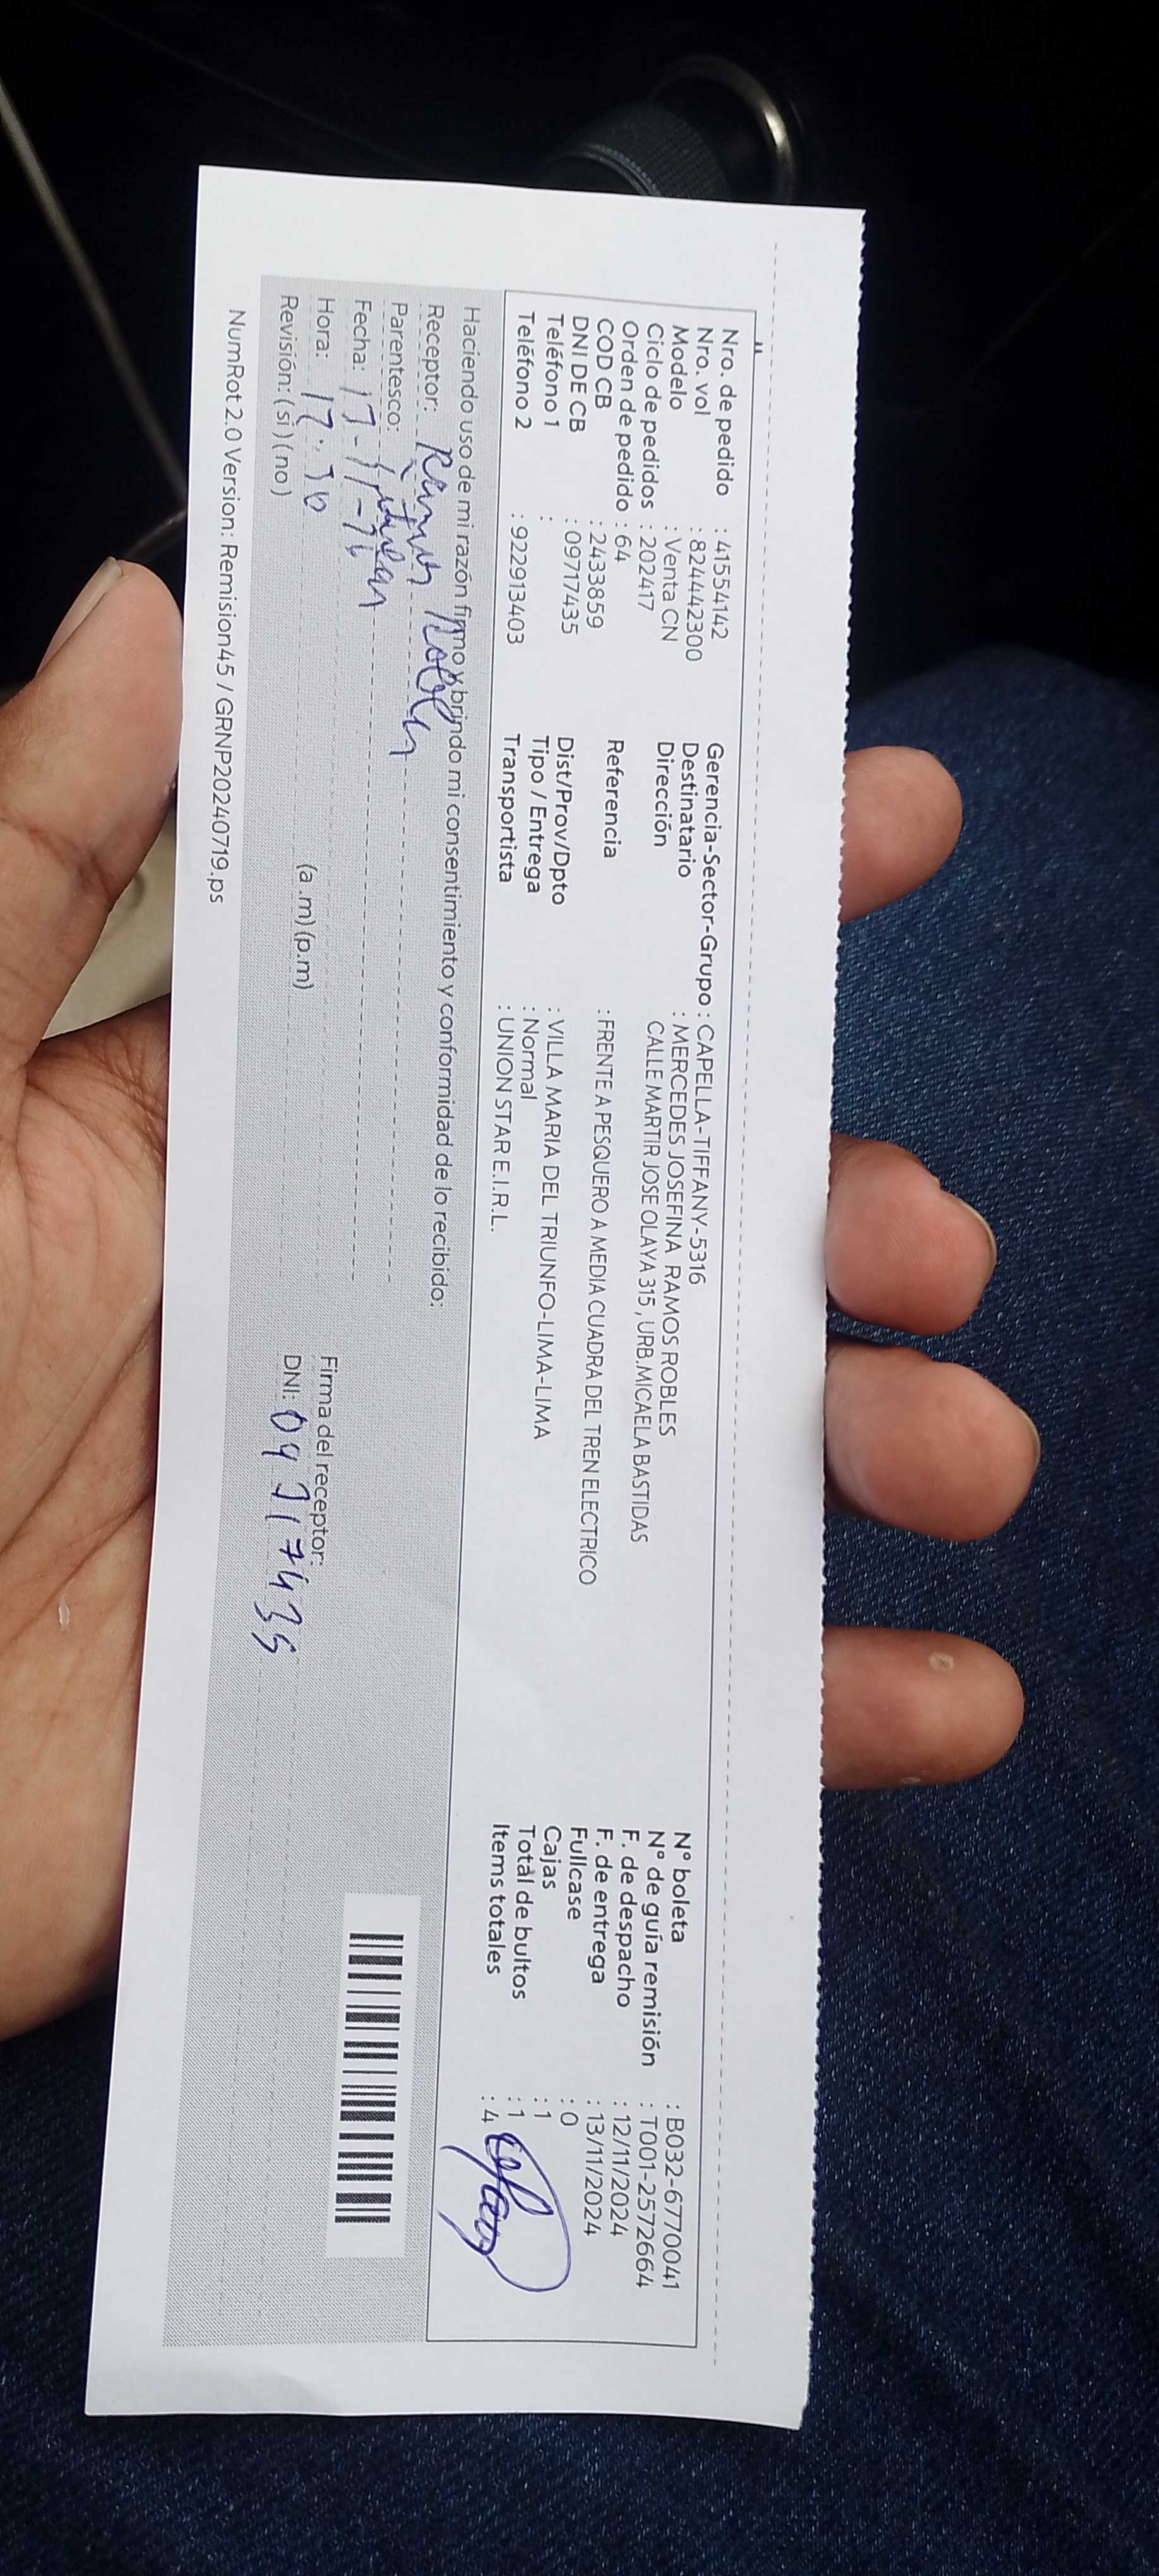 Nro. de pedido : 41554142
Nro. vol : 824442300
Modelo : Venta CN
Ciclo de pedidos : 202417
Orden de pedido : 64
COD CB : 2433859
DNI DE CB : 09717435
Teléfono 1 :
Teléfono 2 : 922913403
Gerencia-Sector-Grupo : CAPELLA-TIFFANY-5316
Destinatario : MERCEDES JOSEFINA RAMOS ROBLES
Dirección CALLE MARTIR JOSE OLAYA 315 , URB.MICAELA BASTIDAS
Referencia : FRENTE A PESQUERO A MEDIA CUADRA DEL TREN ELECTRICO
Dist/Prov/Dpto : VILLA MARIA DEL TRIUNFO-LIMA-LIMA
Tipo / Entrega : Normal
Transportista : UNION STAR E.I.R.L.
N° boleta : B032-6770041
N° de guía remisión : T001-2572664
F. de despacho : 12/11/2024
F. de entrega : 13/11/2024
Fullcase : 0
Cajas : 1
Total de bultos : 1
Items totales : 4
Haciendo uso de mi razón firmo y brindo mi consentimiento y conformidad de lo recibido:
Receptor: Ramos Robles
Parentesco: titular
Fecha:
Hora:
(a .m) (p.m)
Revisión: ( si ) ( no )
Firma del receptor:
DNI: 09717435
NumRot 2.0 Version: Remision45 / GRNP20240719.ps